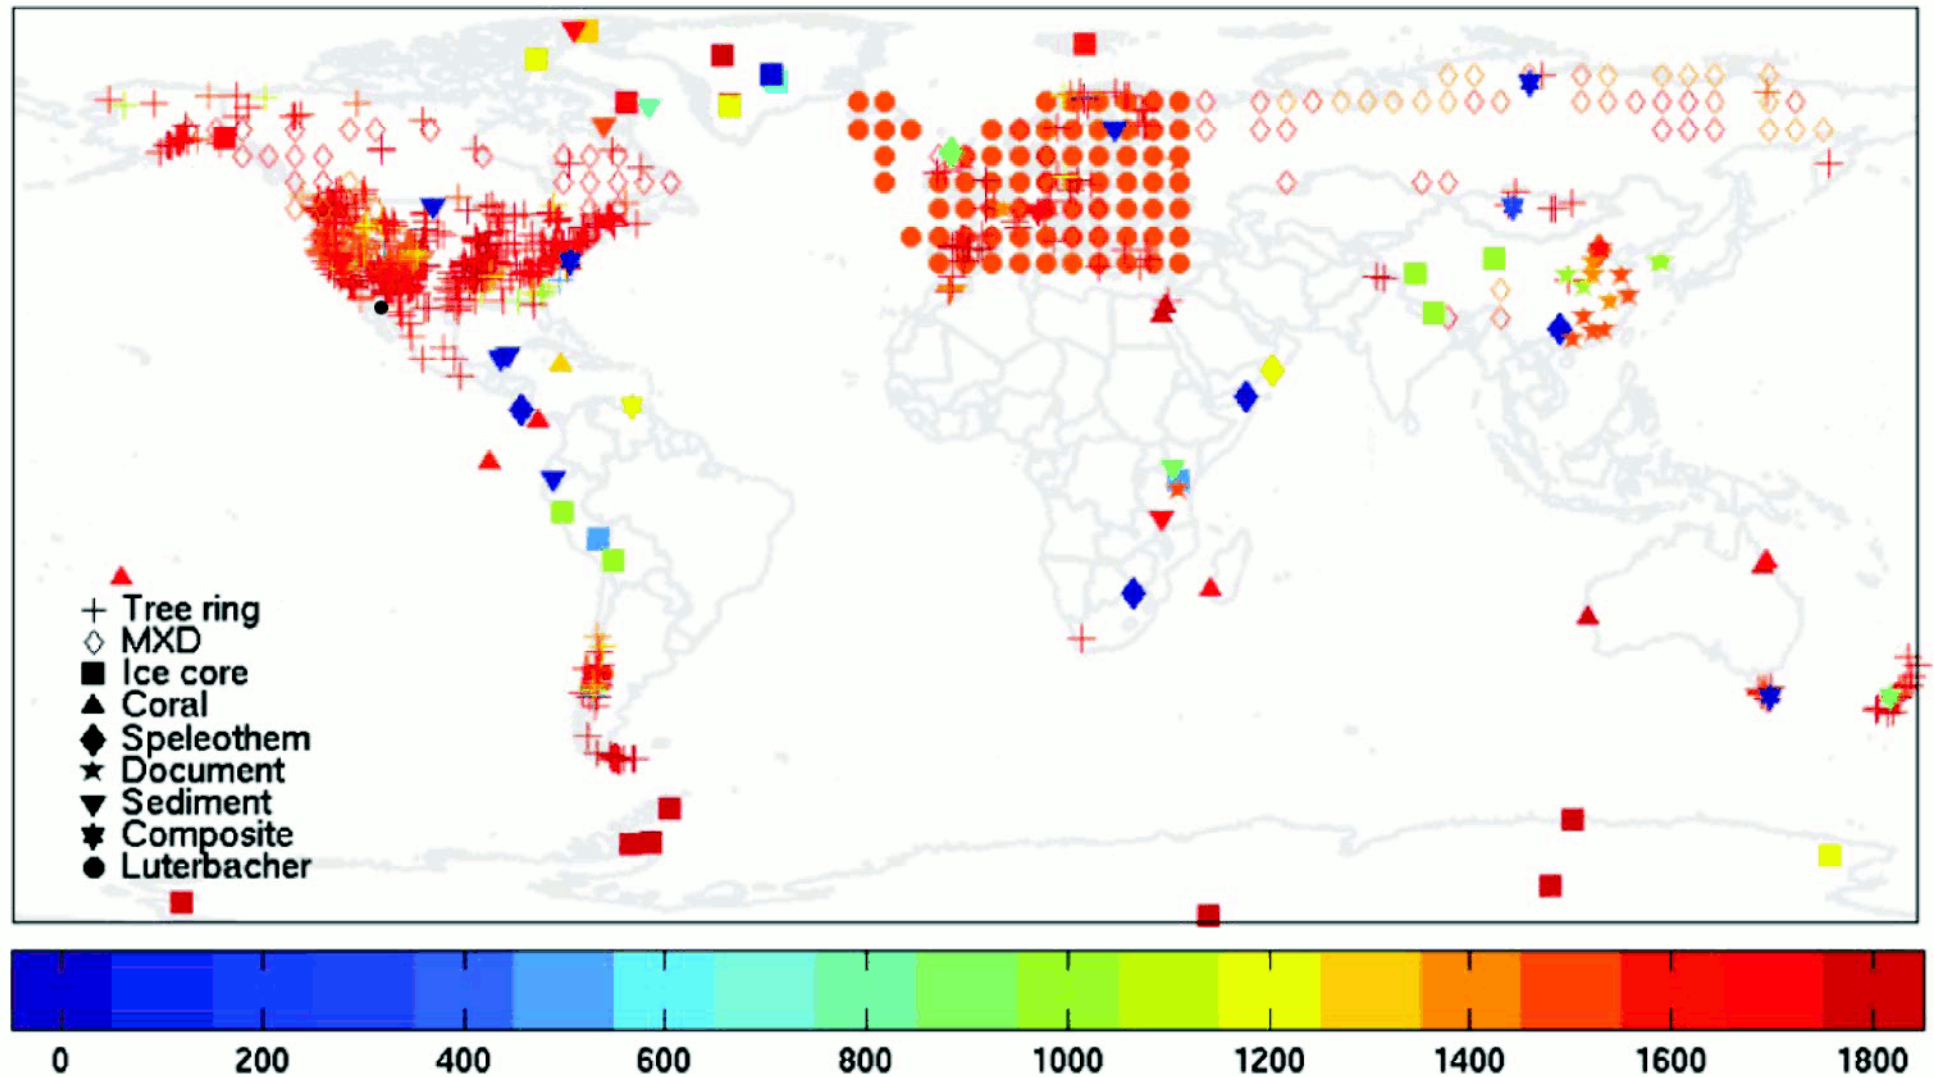 Tree ring
MXD
Ice core
Coral
Speleothem
Document
Sediment
Composite
Luterbacher
0 200 400 600 800 1000 1200 1400 1600 1800